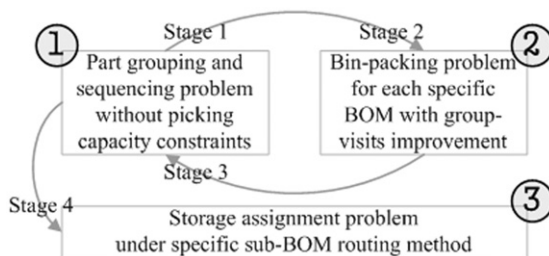 Stage 1
Stage 2
1
2
Part grouping and
sequencing problem
without picking
capacity constraints
Bin-packing problem
for each specific
BOM with group-
visits improvement
Stage 3
Stage 4
3
Storage assignment problem
under specific sub-BOM routing method